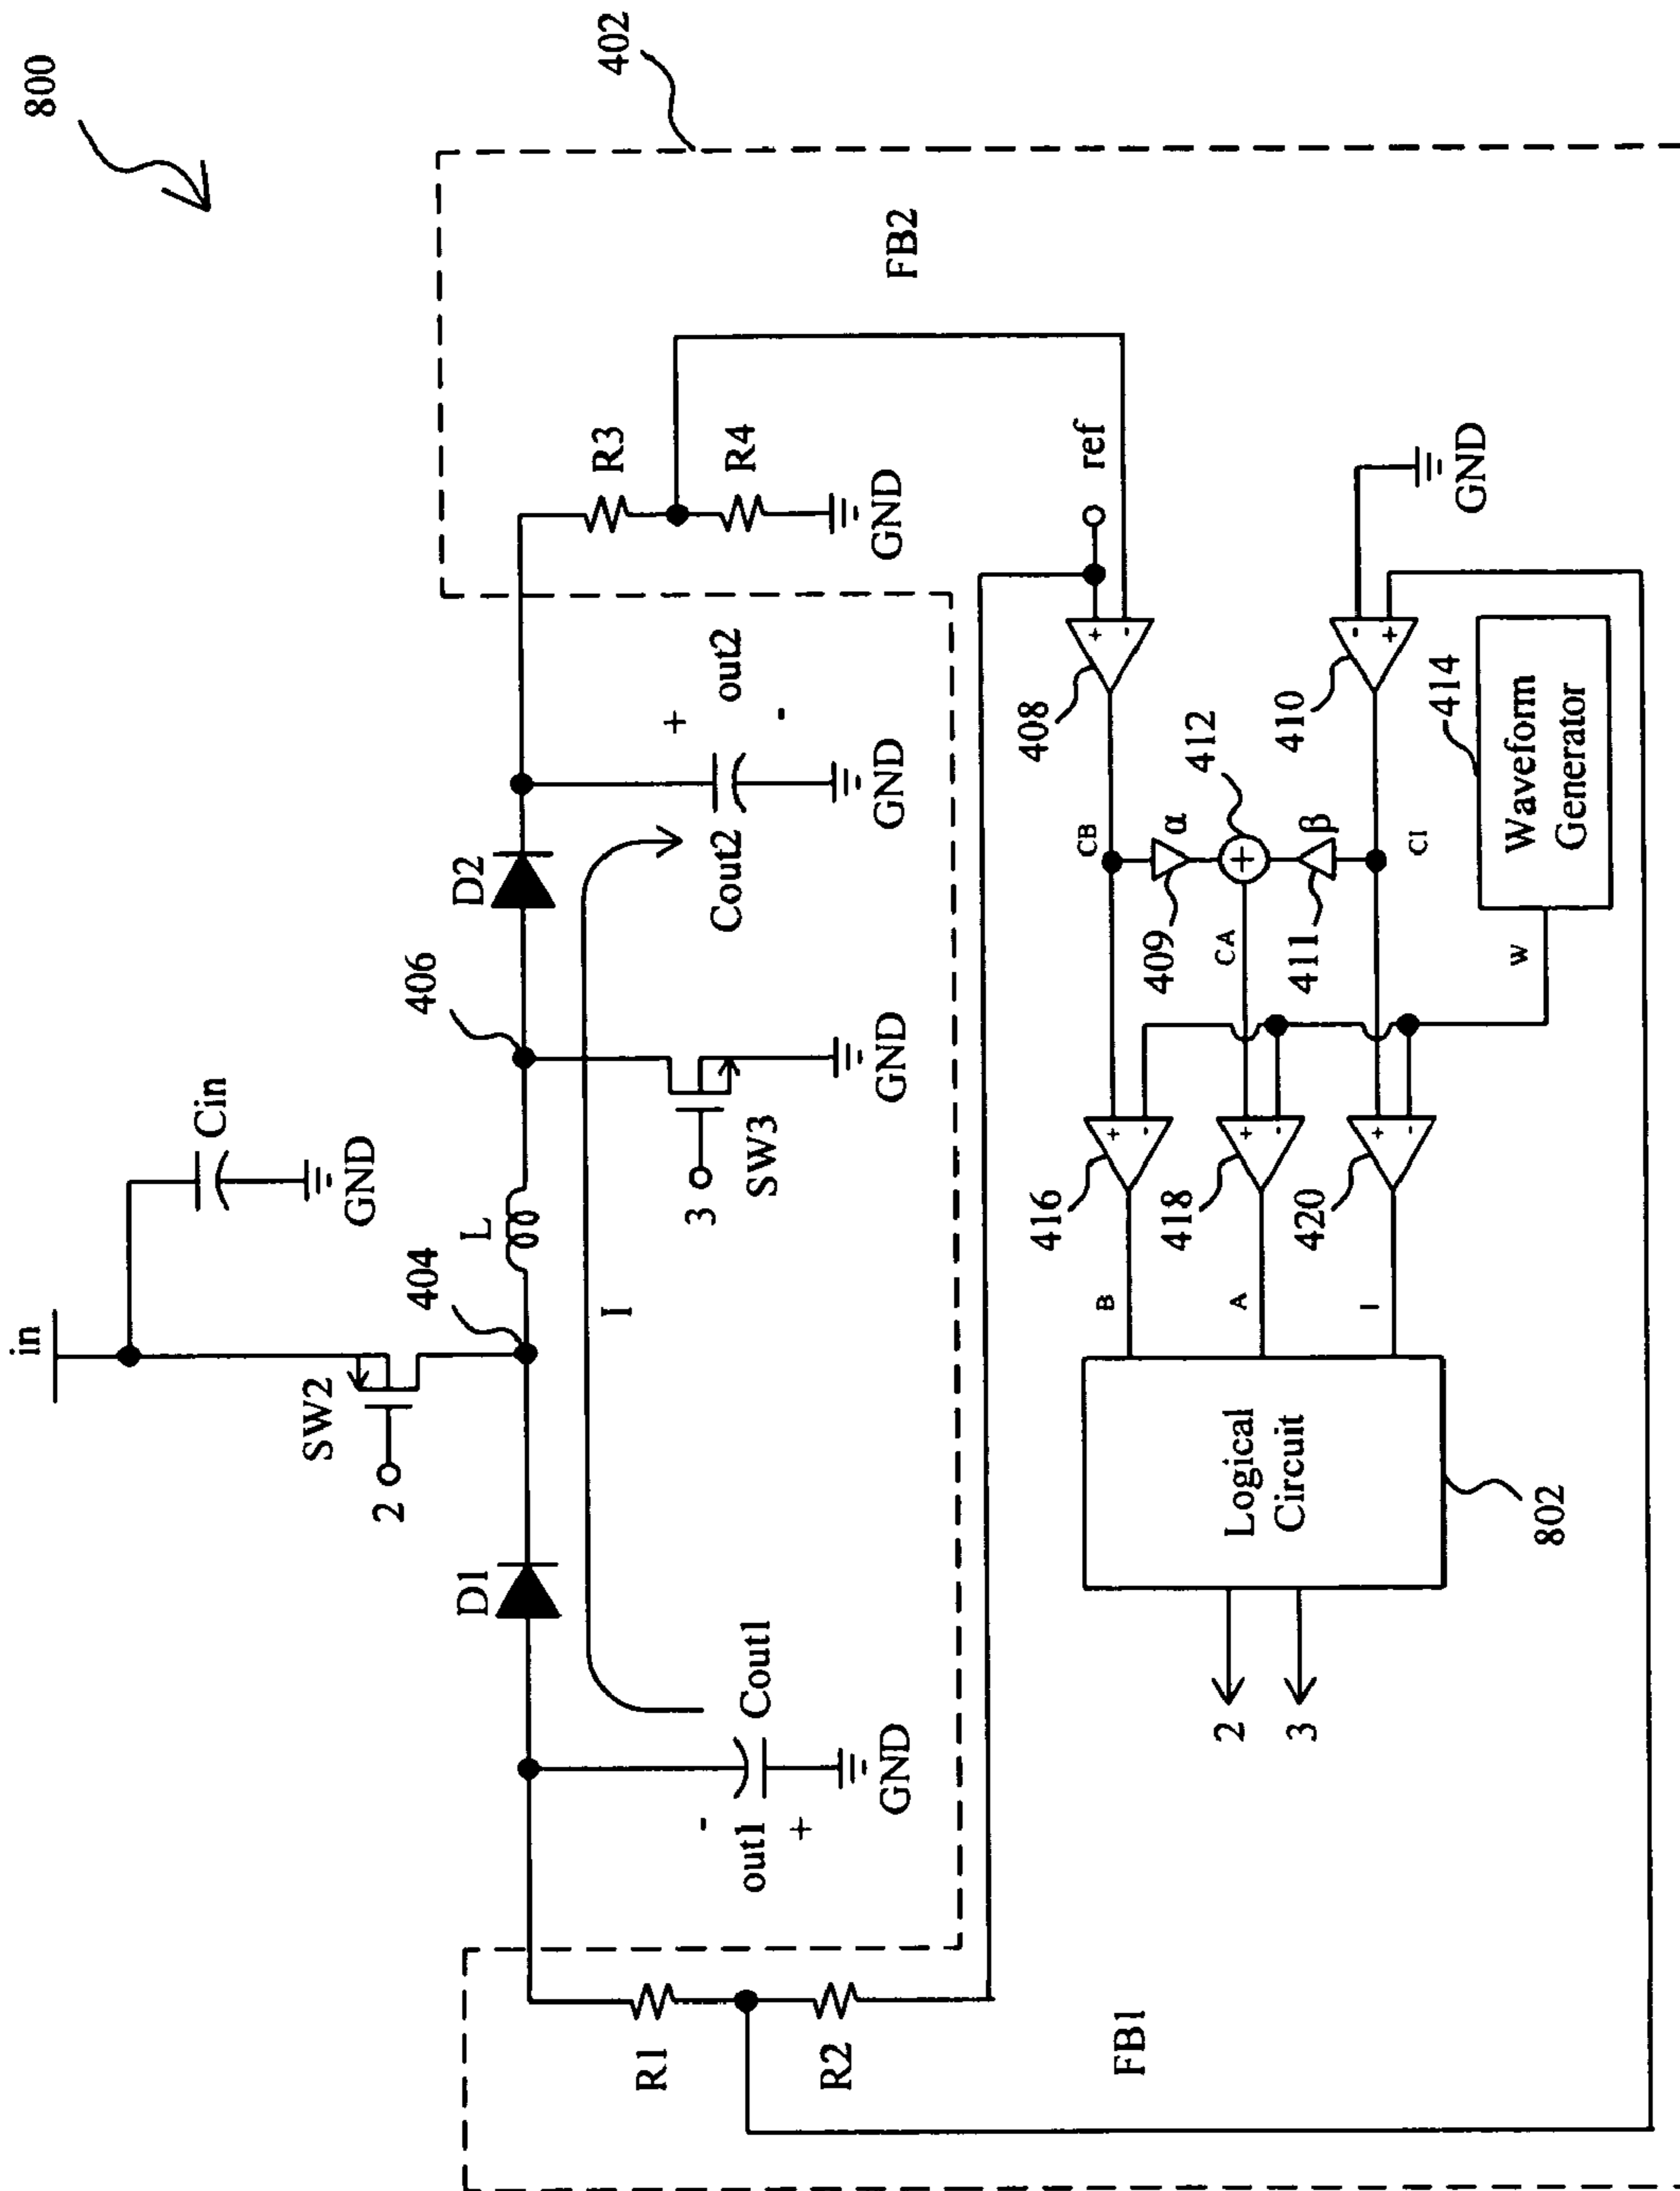 800
in
Cin
GND
SW2
2
404
L
406
D1
D2
402
I
3
SW3
GND
Cout1
-
out1
+
GND
Cout2
+
out2
-
GND
R3
R4
GND
FB2
R1
R2
FB1
ref
+
-
408
GND
-
+
410
CB
α
409
+
412
CA
β
411
CI
414
Waveform
Generator
W
+
-
416
+
-
418
+
-
420
B
A
I
Logical
Circuit
802
2
3